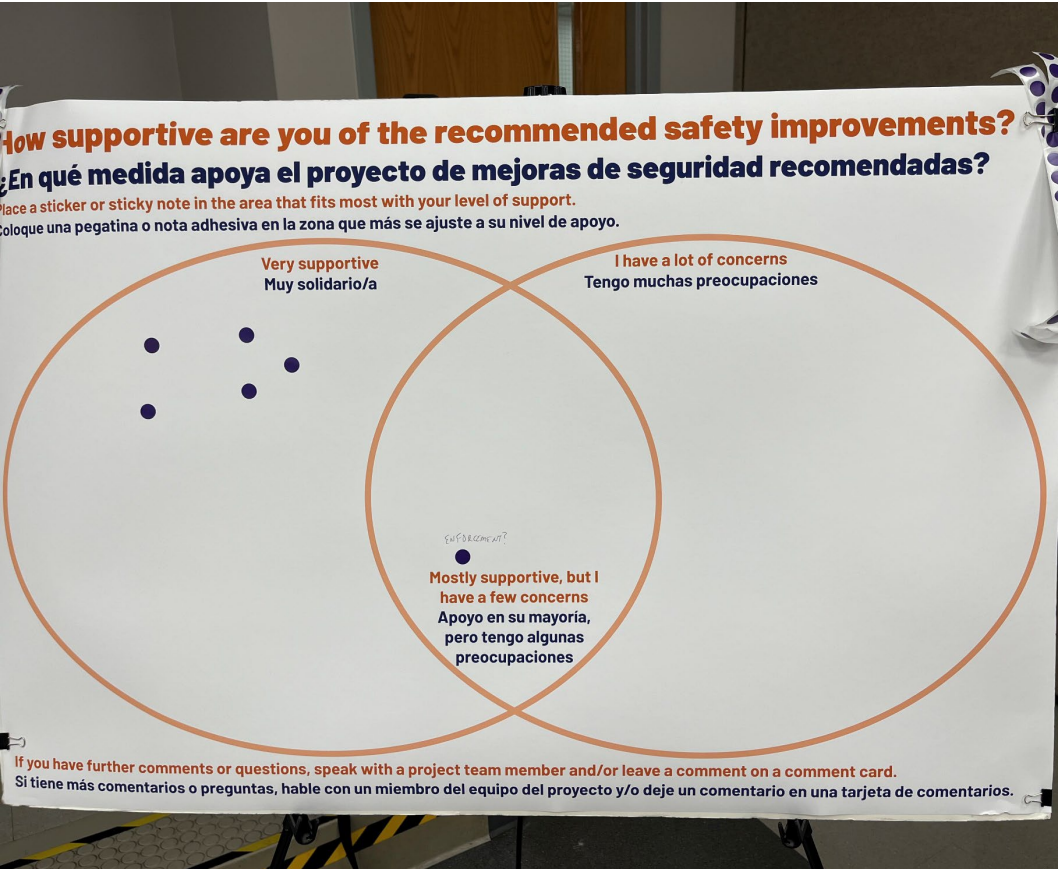 How supportive are you of the recommended safety improvements?
¿En qué medida apoya el proyecto de mejoras de seguridad recomendadas?
Place a sticker or sticky note in the area that fits most with your level of support.
Coloque una pegatina o nota adhesiva en la zona que más se ajuste a su nivel de apoyo.
Very supportive
Muy solidario/a
I have a lot of concerns
Tengo muchas preocupaciones
ENFORCEMENT?
Mostly supportive, but I
have a few concerns
Apoyo en su mayoría,
pero tengo algunas
preocupaciones
If you have further comments or questions, speak with a project team member and/or leave a comment on a comment card.
Si tiene más comentarios o preguntas, hable con un miembro del equipo del proyecto y/o deje un comentario en una tarjeta de comentarios.